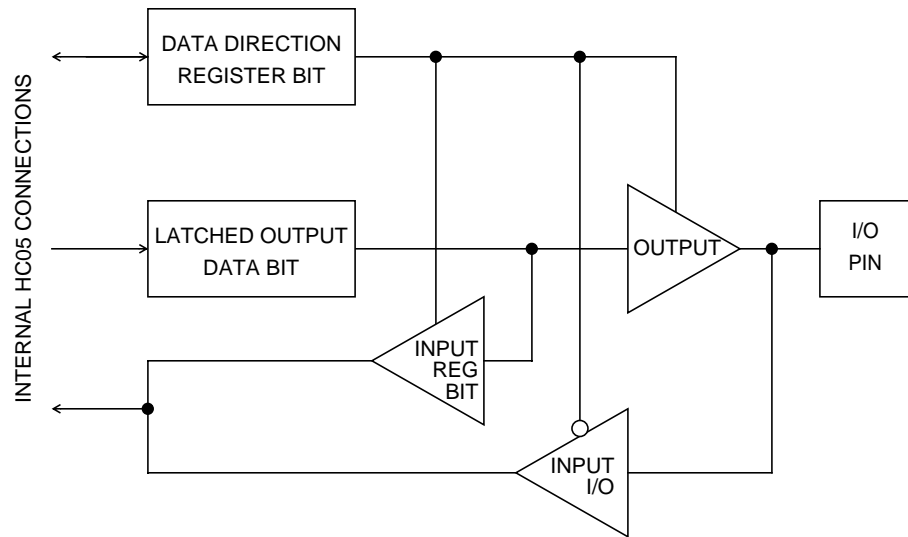 INTERNAL HC05 CONNECTIONS
DATA DIRECTION
REGISTER BIT
LATCHED OUTPUT
DATA BIT
OUTPUT
I/O
PIN
INPUT
REG
BIT
INPUT
I/O